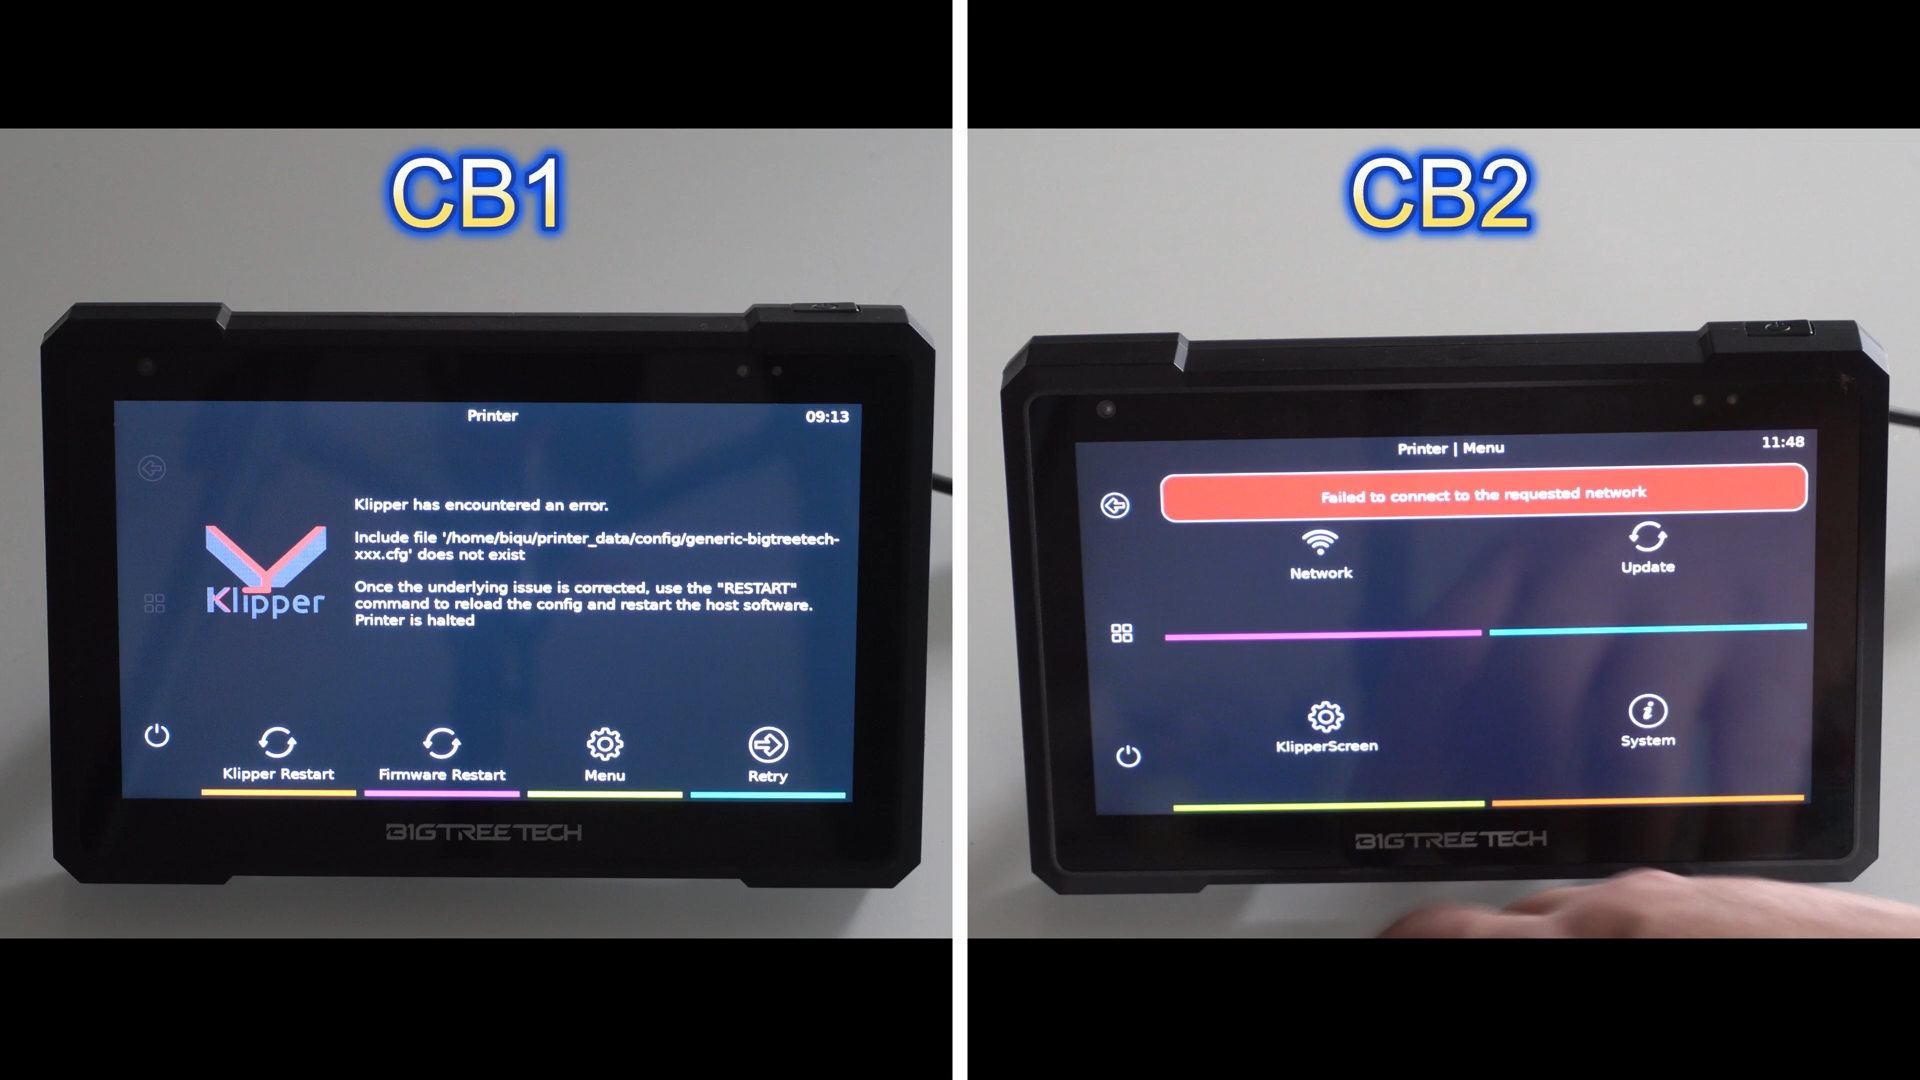 CB1
Printer
09:13
Klipper has encountered an error.
Include file '/home/biqu/printer_data/config/generic-bigtreetech-
xxx.cfg' does not exist
Once the underlying issue is corrected, use the "RESTART"
command to reload the config and restart the host software.
Printer is halted
Klipper
Klipper Restart
Firmware Restart
Menu
Retry
BIGTREETECH
CB2
Printer | Menu
11:48
Failed to connect to the requested network
Network
Update
KlipperScreen
System
BIGTREETECH